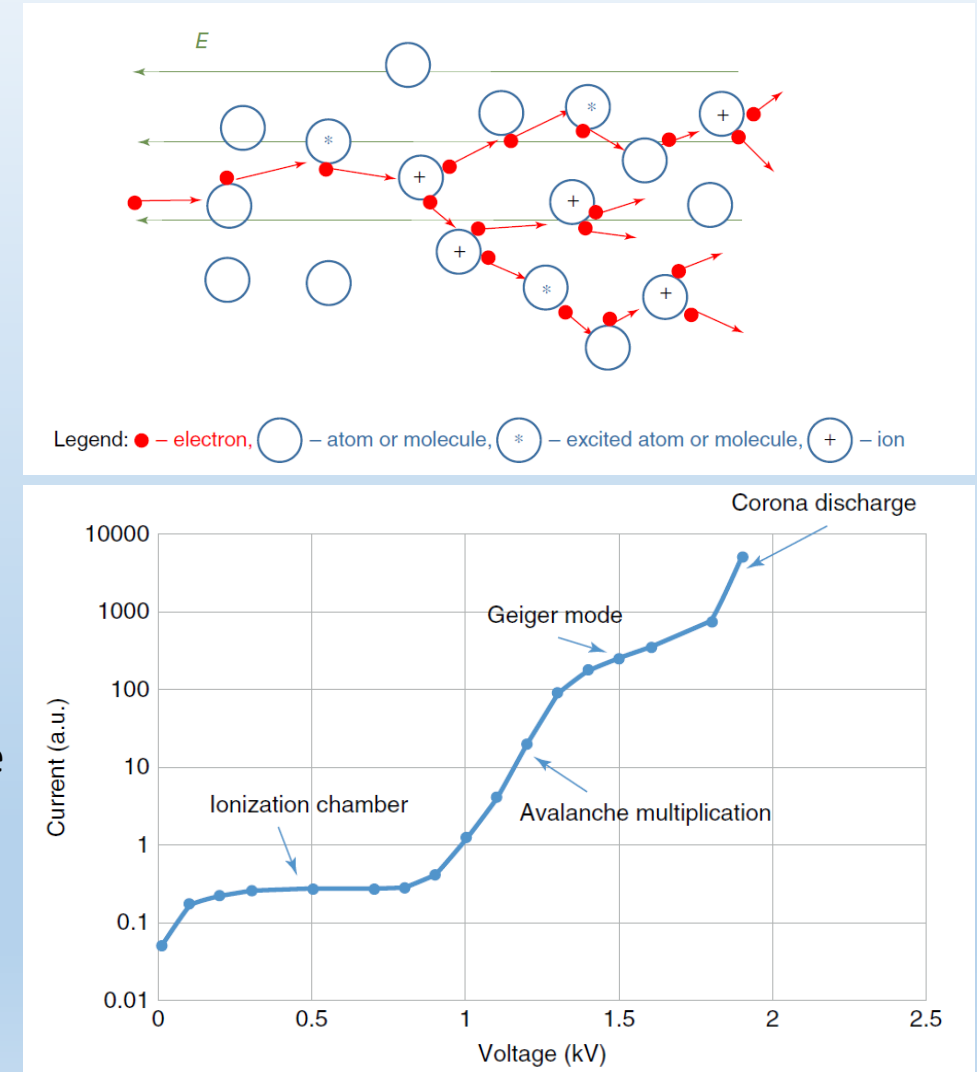 E
*
*
+
+
+
+
*
+
Legend: – electron, – atom or molecule, * – excited atom or molecule, + – ion
Corona discharge
10000
1000
Geiger mode
100
10
Ionization chamber
Avalanche multiplication
1
0.1
0.01
Current (a.u.)
0 0.5 1 1.5 2 2.5
Voltage (kV)
e